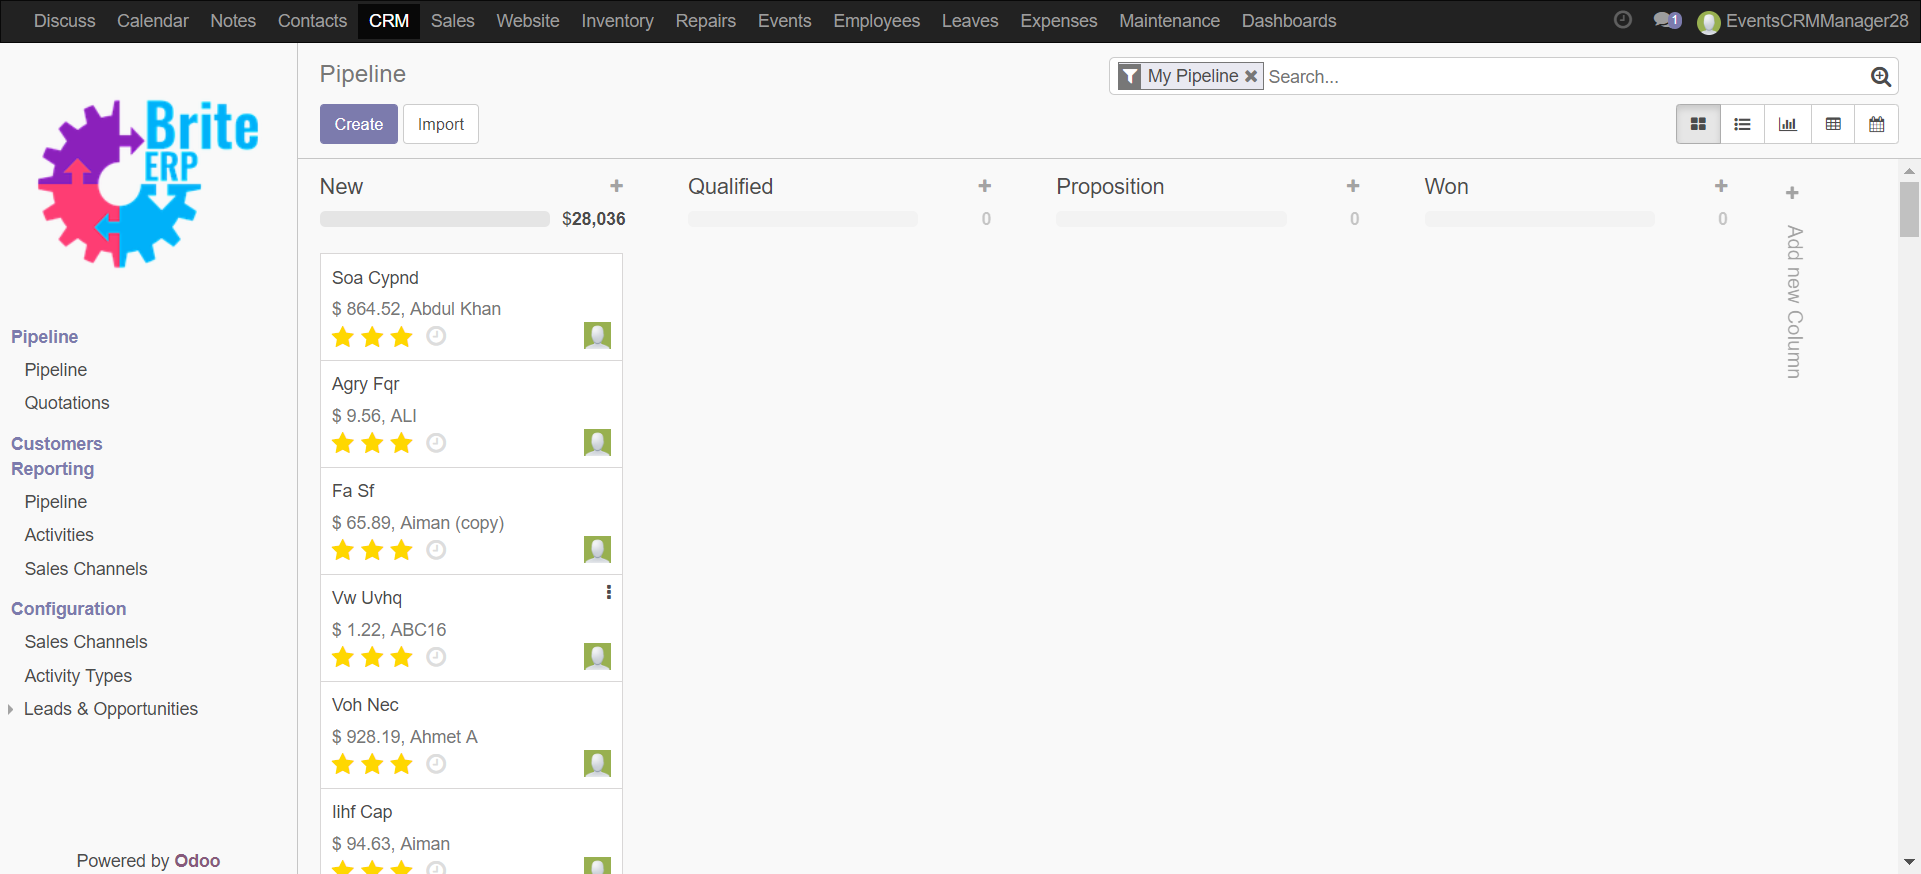 Discuss Calendar Notes Contacts CRM Sales Website Inventory Repairs Events Employees Leaves Expenses Maintenance Dashboards 1 EventsCRMManager28
Brite
ERP
Pipeline
Pipeline
Quotations
Customers
Reporting
Pipeline
Activities
Sales Channels
Configuration
Sales Channels
Activity Types
Leads & Opportunities
Powered by Odoo
Pipeline
My Pipeline Search...
Create Import
New
$28,036
Qualified
0
Proposition
0
Won
0
Add new Column
Soa Cypnd
$ 864.52, Abdul Khan
Agry Fqr
$ 9.56, ALI
Fa Sf
$ 65.89, Aiman (copy)
Vw Uvhq
$ 1.22, ABC16
Voh Nec
$ 928.19, Ahmet A
Iihf Cap
$ 94.63, Aiman